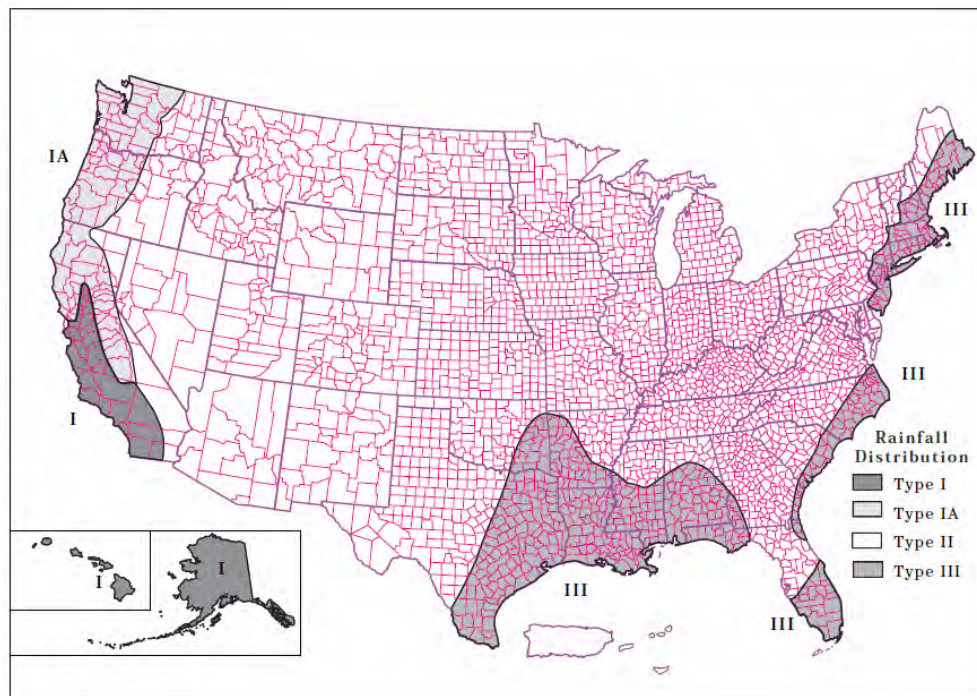 IA
III
III
I
Rainfall
Distribution
Type I
Type IA
Type II
Type III
I
I
III
III